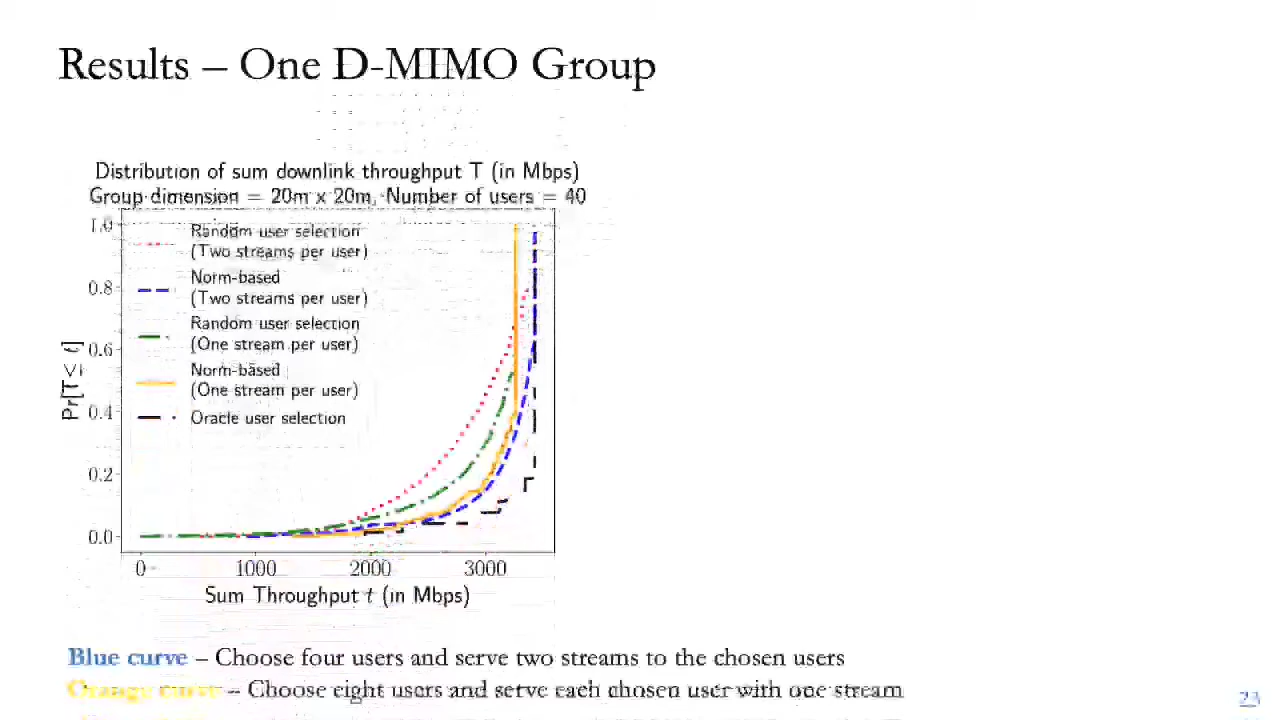 Results – One D-MIMO Group
Distribution of sum downlink throughput T (in Mbps)
Group dimension = 20m x 20m, Number of users = 40
1.0
0.8
0.6
0.4
0.2
0.0
Pr[T ≤ t]
Random user selection
(Two streams per user)
Norm-based
(Two streams per user)
Random user selection
(One stream per user)
Norm-based
(One stream per user)
Oracle user selection
0 1000 2000 3000
Sum Throughput t (in Mbps)
Blue curve – Choose four users and serve two streams to the chosen users
Orange curve – Choose eight users and serve each chosen user with one stream
23